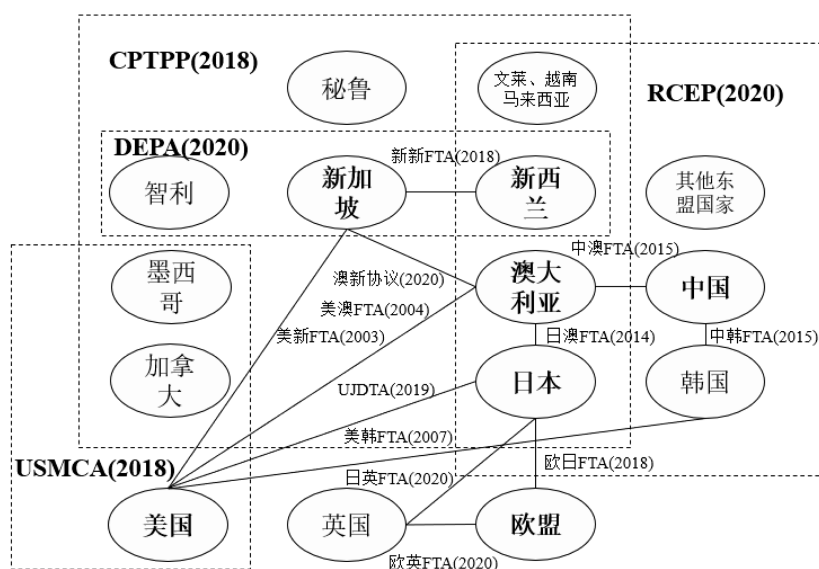 CPTPP(2018)
秘鲁
文莱、越南
马来西亚
RCEP(2020)
DEPA(2020)
新新FTA(2018)
智利
新加
坡
新西
兰
其他东
盟国家
墨西
哥
澳新协议(2020)
澳大
利亚
中澳FTA(2015)
中国
美澳FTA(2004)
美新FTA(2003)
日澳FTA(2014)
中韩FTA(2015)
加拿
大
UJDTA(2019)
日本
韩国
美韩FTA(2007)
USMCA(2018)
日英FTA(2020)
欧日FTA(2018)
美国
英国
欧盟
欧英FTA(2020)